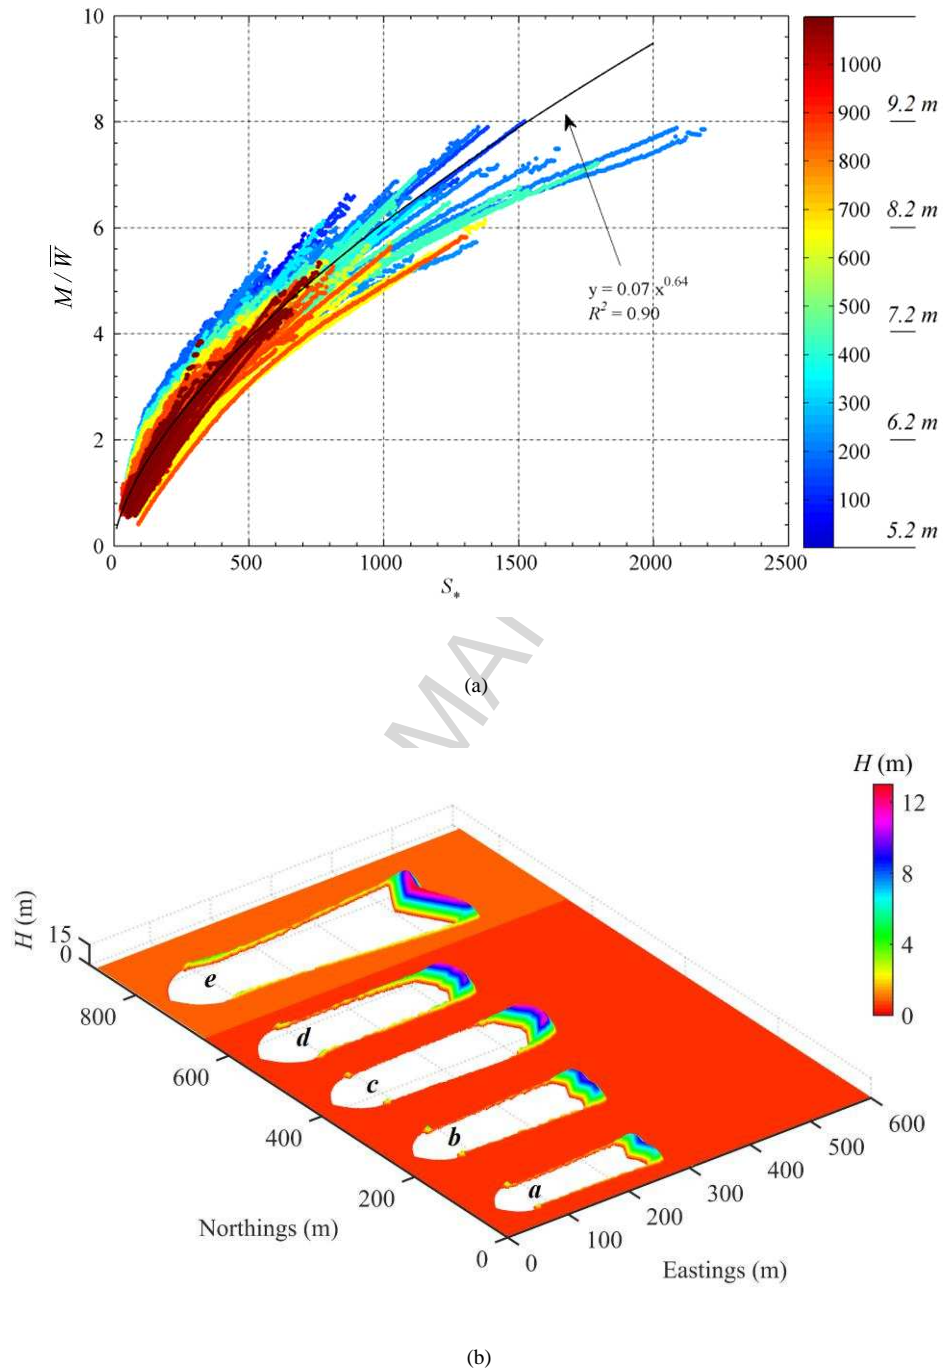 10
8
6
4
2
0
M / W̅
0 500 1000 1500 2000 2500
S*
y = 0.07 x^0.64
R² = 0.90
1000
900
800
700
600
500
400
300
200
100
9.2 m
8.2 m
7.2 m
6.2 m
5.2 m
MA
(a)
H (m)
12
8
4
0
H (m)
15
0
e
d
c
b
a
800
600
400
200
0
Northings (m)
0
100
200
300
400
500
600
Eastings (m)
(b)